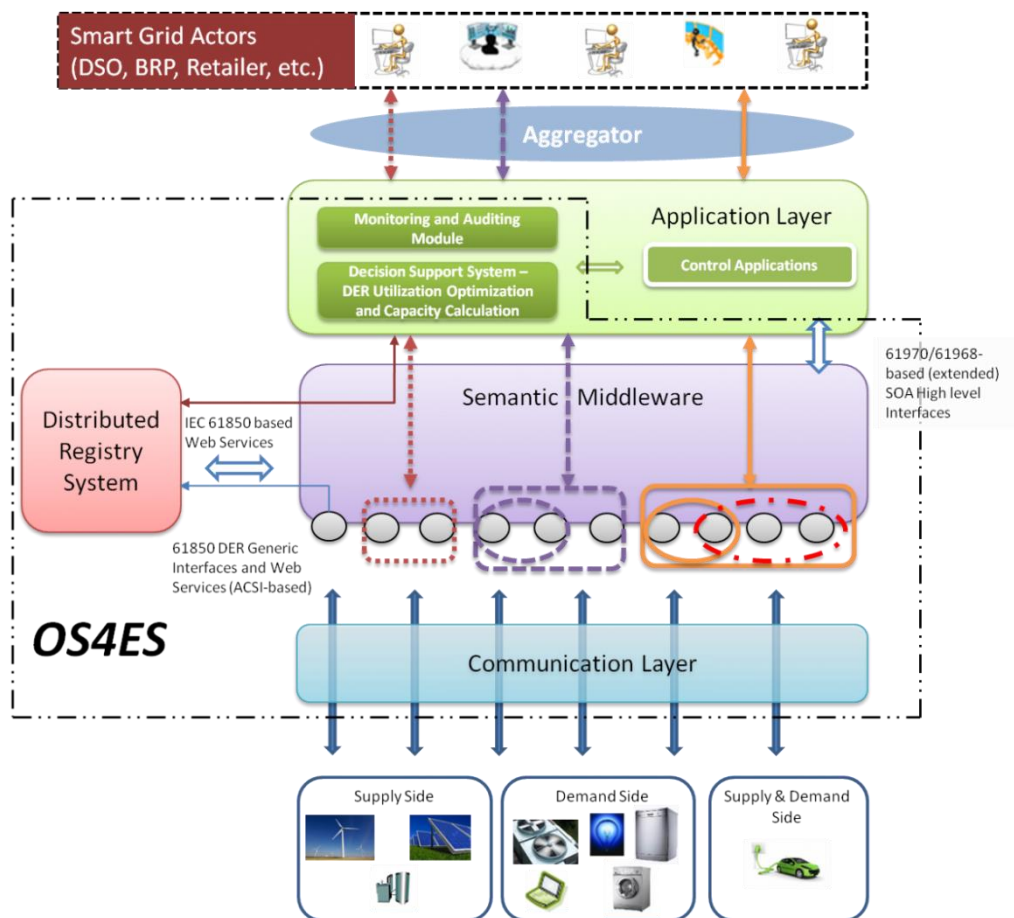 Smart Grid Actors
(DSO, BRP, Retailer, etc.)
Aggregator
Monitoring and Auditing
Module
Application Layer
Decision Support System –
DER Utilization Optimization
and Capacity Calculation
Control Applications
61970/61968-
based (extended)
SOA High level
Interfaces
Distributed
Registry
System
IEC 61850 based
Web Services
Semantic Middleware
61850 DER Generic
Interfaces and Web
Services (ACSI-based)
OS4ES
Communication Layer
Supply Side
Demand Side
Supply & Demand
Side